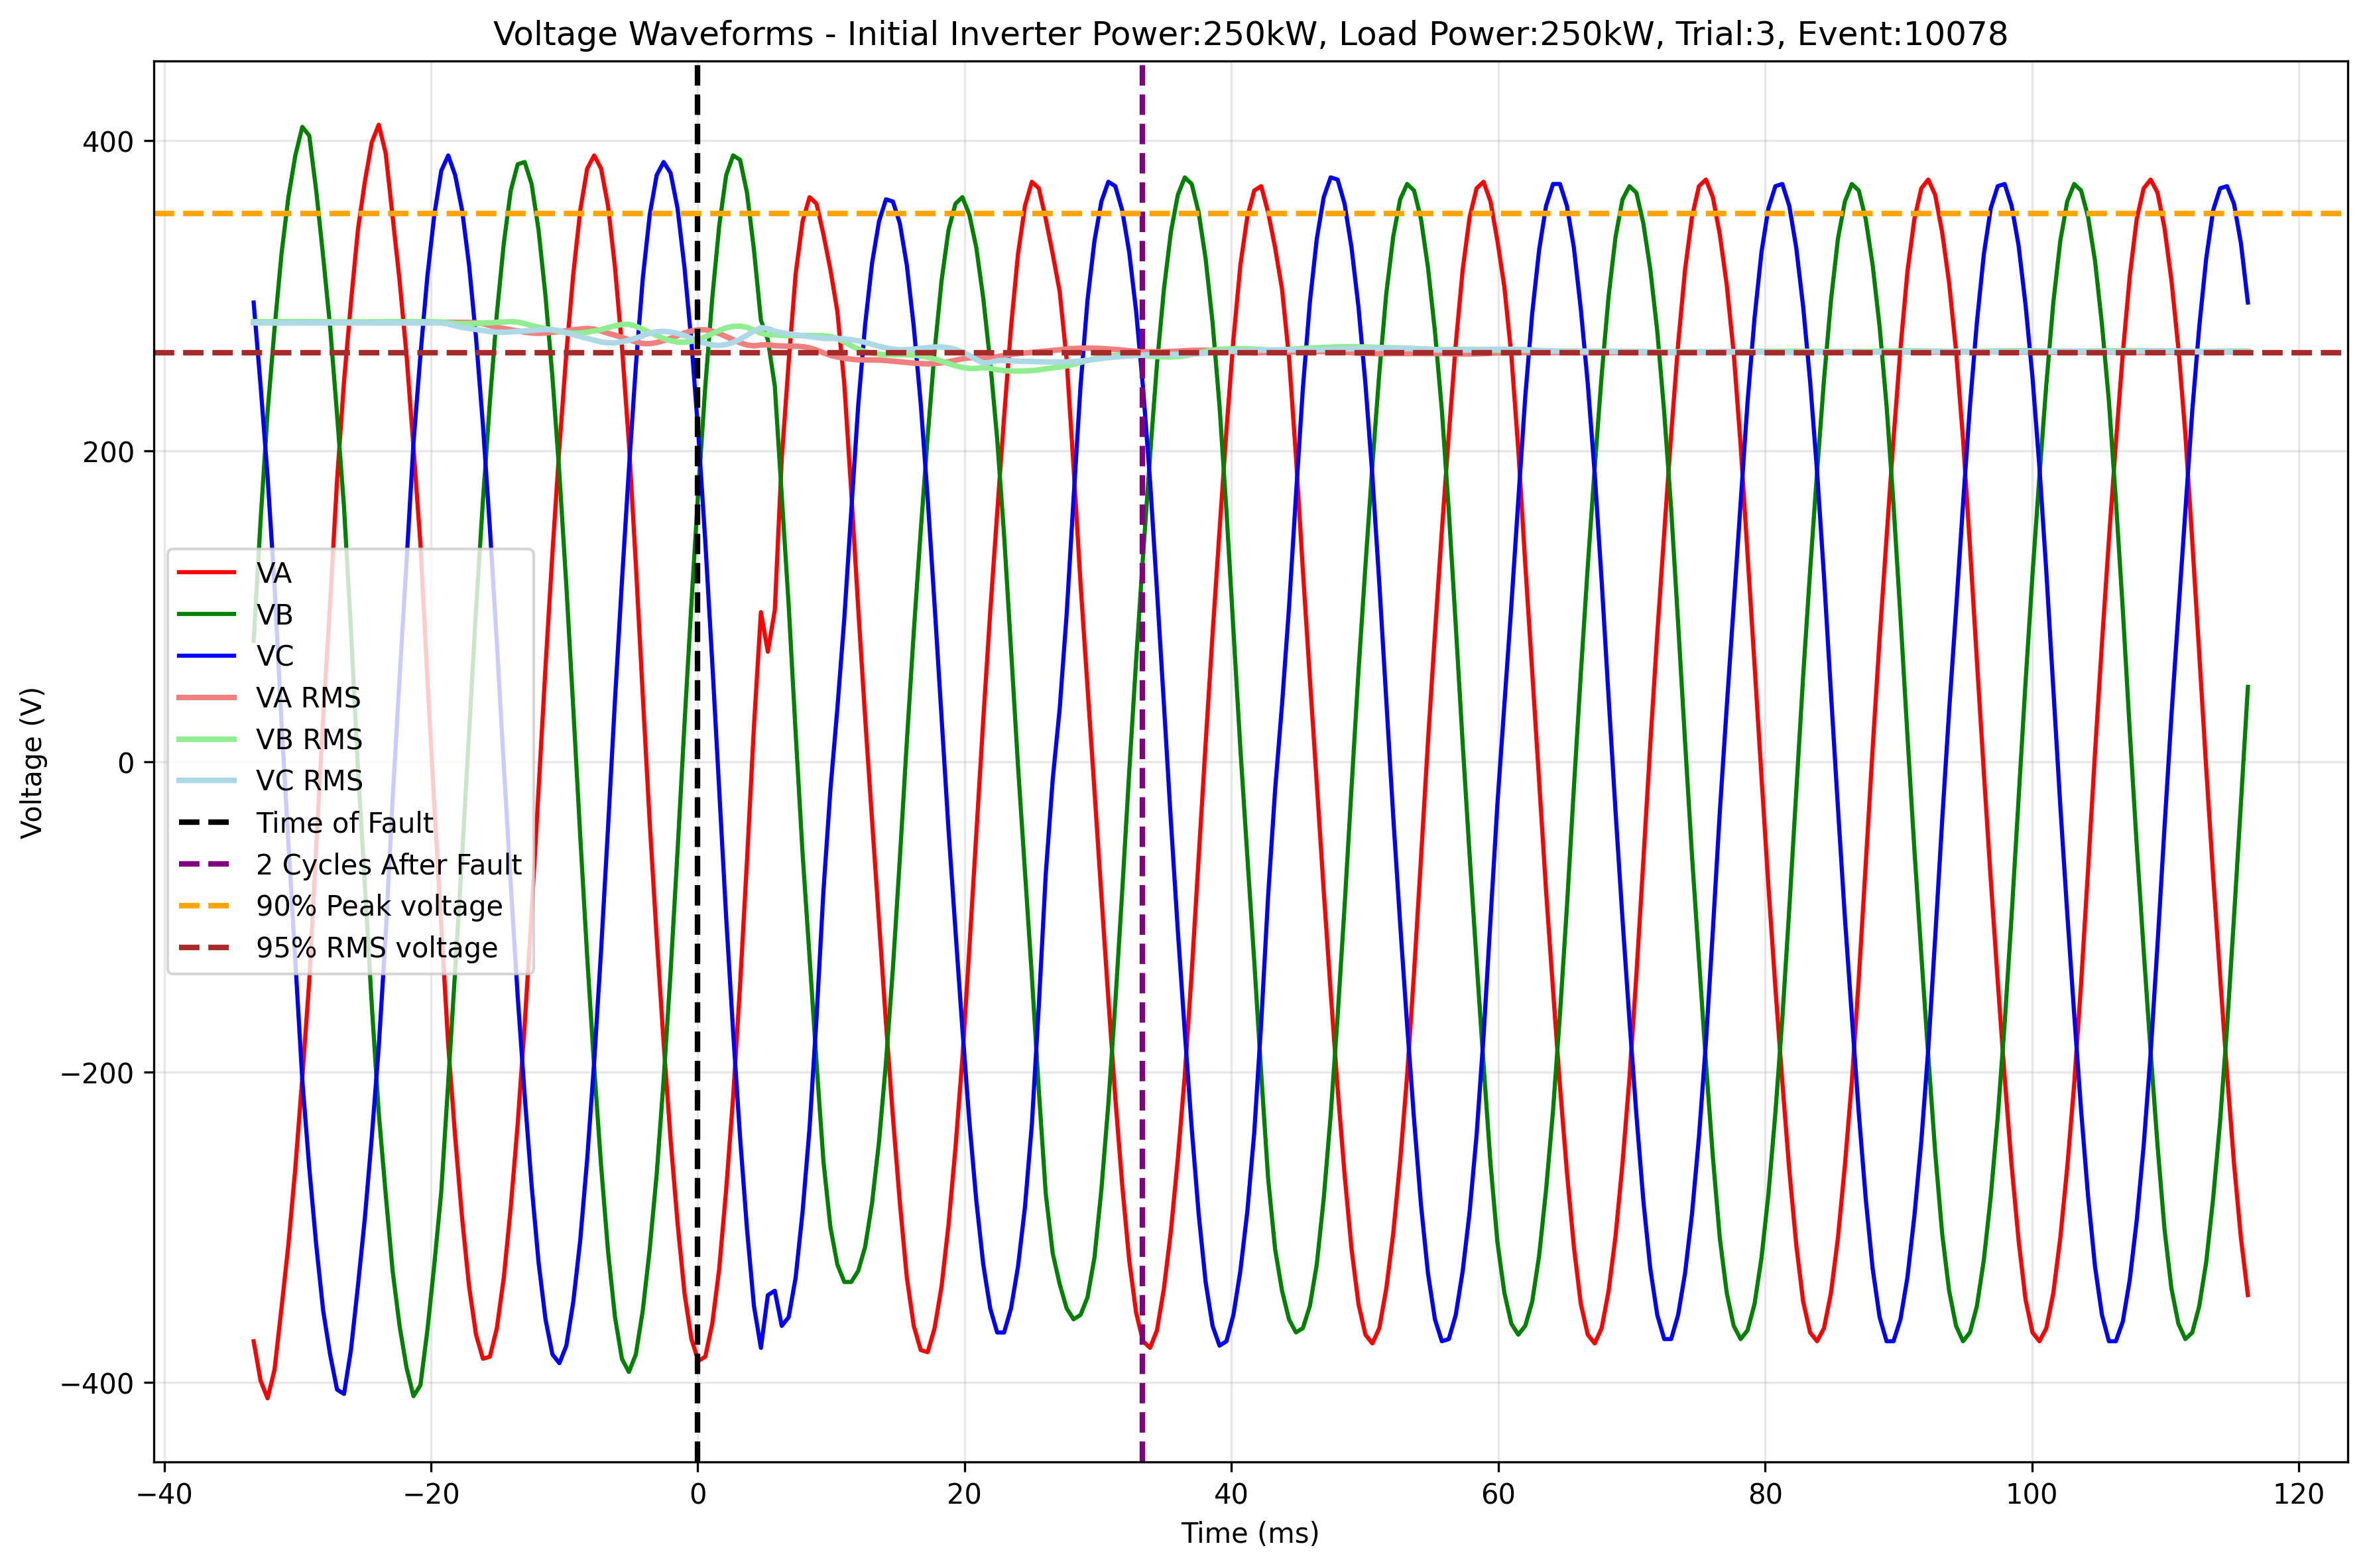 Voltage Waveforms - Initial Inverter Power:250kW, Load Power:250kW, Trial:3, Event:10078
Voltage (V)
400
200
0
−200
−400
VA
VB
VC
VA RMS
VB RMS
VC RMS
Time of Fault
2 Cycles After Fault
90% Peak voltage
95% RMS voltage
−40
−20
0
20
40
60
80
100
120
Time (ms)